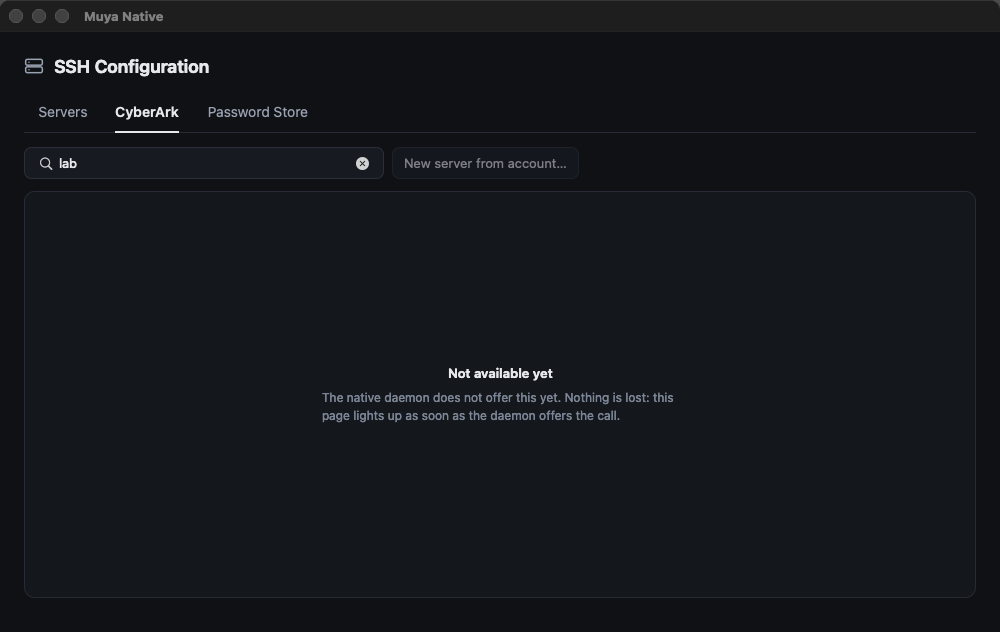 Muya Native
SSH Configuration
Servers CyberArk Password Store
lab New server from account...
Not available yet
The native daemon does not offer this yet. Nothing is lost: this
page lights up as soon as the daemon offers the call.